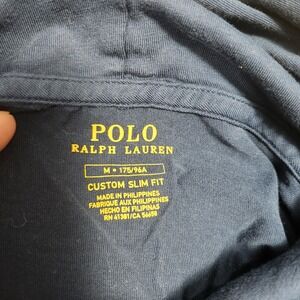 POLO
RALPH LAUREN
M • 175/96A
CUSTOM SLIM FIT
MADE IN PHILIPPINES
FABRIQUE AUX PHILIPPINES
HECHO EN FILIPINAS
RN 41381/CA 56658